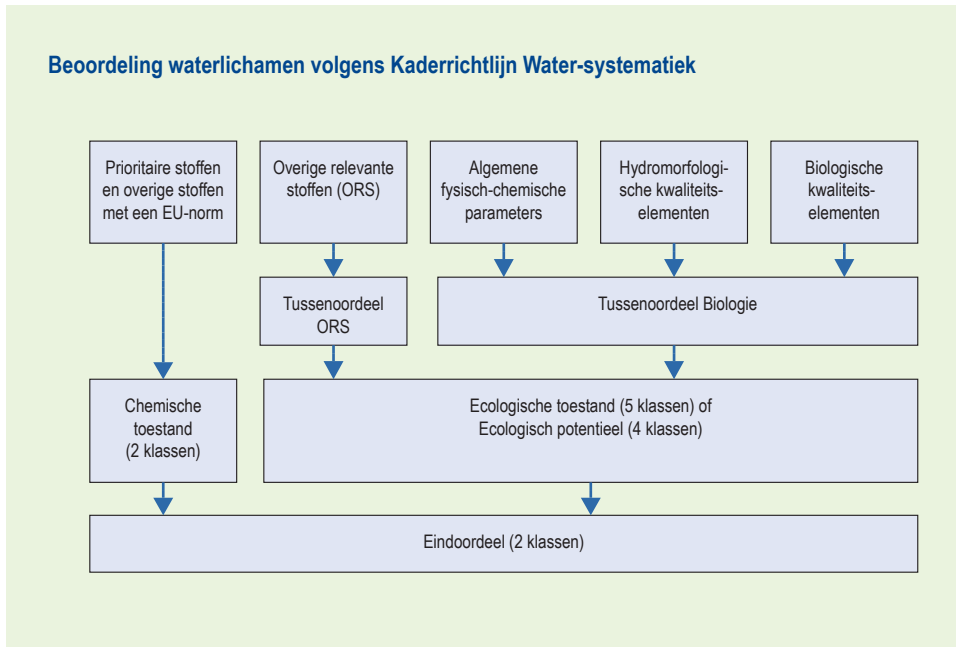 Beoordeling waterlichamen volgens Kaderrichtlijn Water-systematiek
Prioritaire stoffen
en overige stoffen
met een EU-norm
Overige relevante
stoffen (ORS)
Algemene
fysisch-chemische
parameters
Hydromorfologi-
sche kwaliteits-
elementen
Biologische
kwaliteits-
elementen
Tussenoordeel
ORS
Tussenoordeel Biologie
Chemische
toestand
(2 klassen)
Ecologische toestand (5 klassen) of
Ecologisch potentieel (4 klassen)
Eindoordeel (2 klassen)